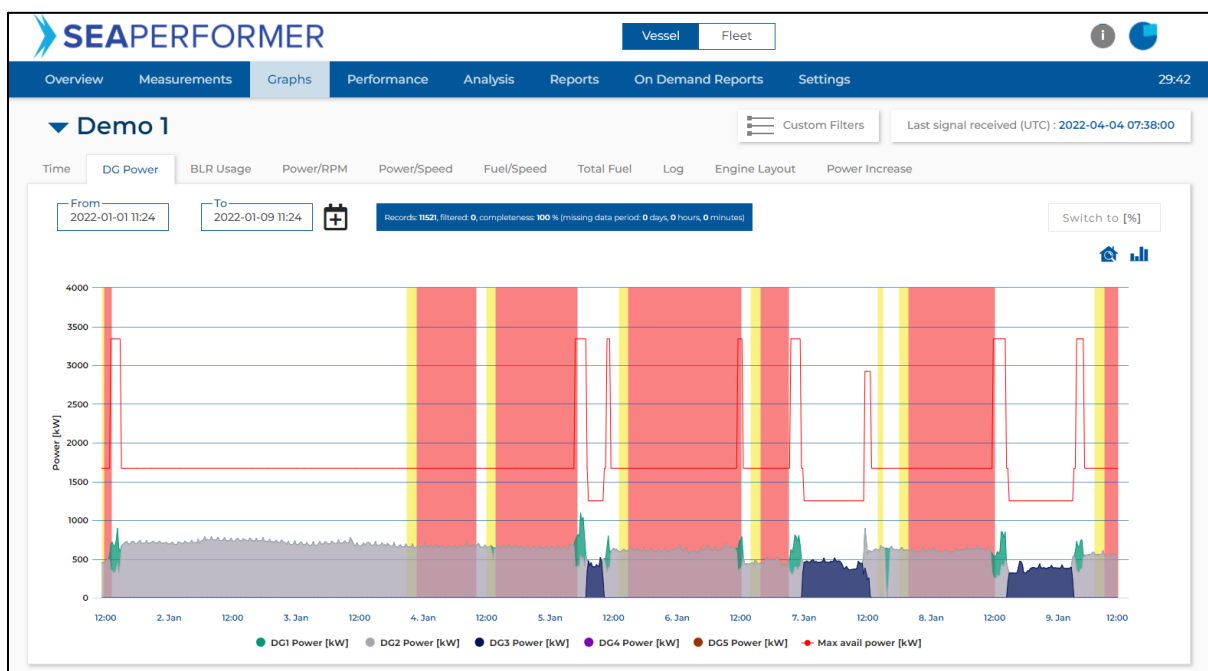 SEAPERFORMER
Vessel Fleet
i
Overview Measurements Graphs Performance Analysis Reports On Demand Reports Settings 29:42
Demo 1
Custom Filters
Last signal received (UTC) : 2022-04-04 07:38:00
Time DG Power BLR Usage Power/RPM Power/Speed Fuel/Speed Total Fuel Log Engine Layout Power Increase
From To
2022-01-01 11:24 2022-01-09 11:24
Records: 11521, filtered: 0, completeness: 100 % (missing data period: 0 days, 0 hours, 0 minutes)
Switch to [%]
4000
3500
3000
2500
2000
1500
1000
500
0
Power [kW]
12:00 2. Jan 12:00 3. Jan 12:00 4. Jan 12:00 5. Jan 12:00 6. Jan 12:00 7. Jan 12:00 8. Jan 12:00 9. Jan 12:00
DG1 Power [kW] DG2 Power [kW] DG3 Power [kW] DG4 Power [kW] DG5 Power [kW] Max avail power [kW]